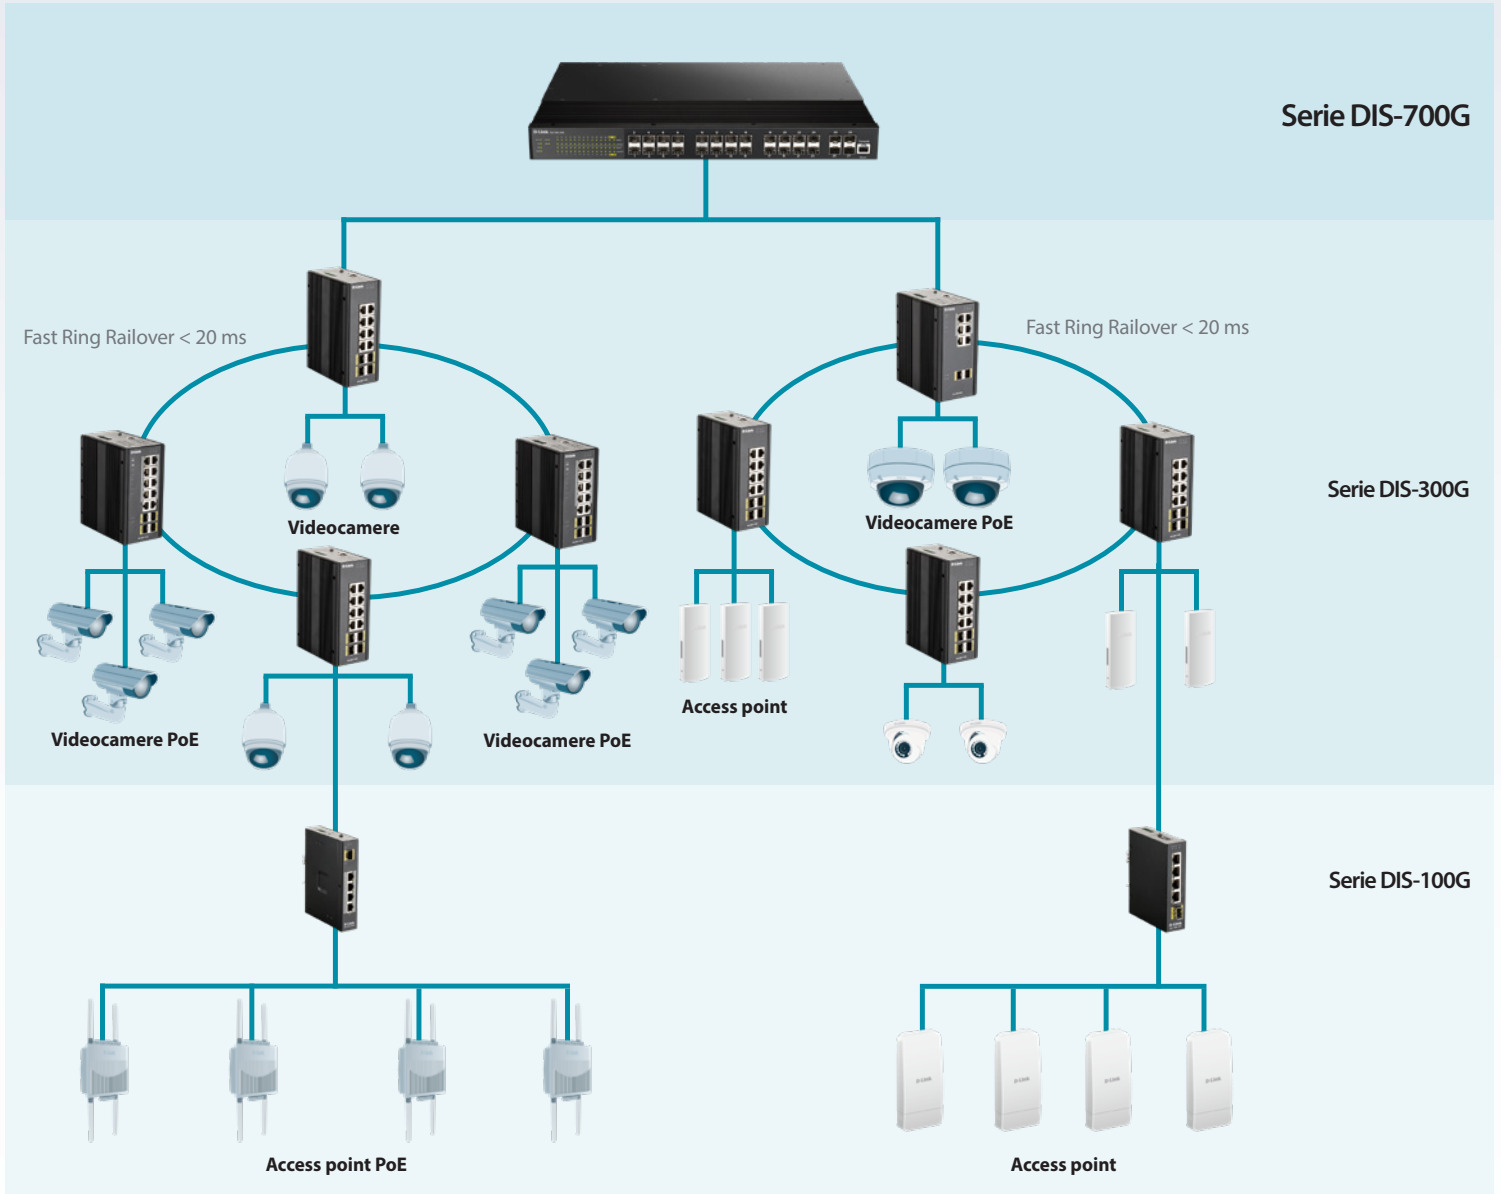 Serie DIS-700G
Fast Ring Railover < 20 ms
Fast Ring Railover < 20 ms
Serie DIS-300G
Videocamere
Videocamere PoE
Access point
Videocamere PoE
Videocamere PoE
Serie DIS-100G
Access point PoE
Access point